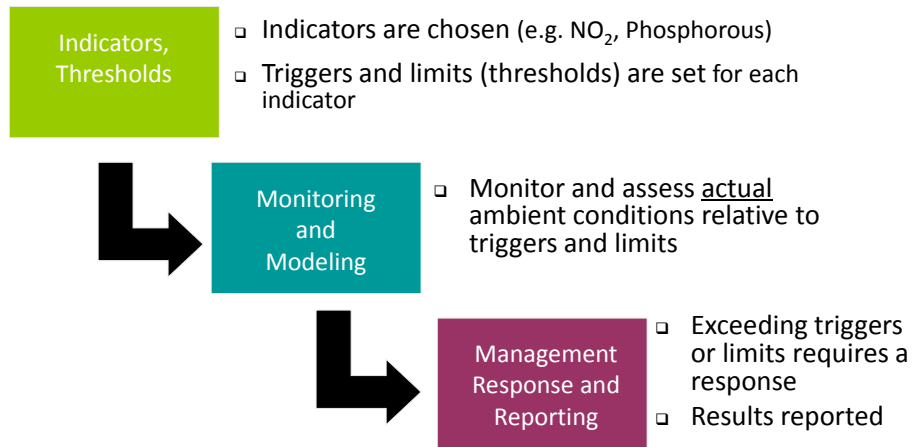 Indicators,
Thresholds
❑ Indicators are chosen (e.g. NO₂, Phosphorous)
❑ Triggers and limits (thresholds) are set for each
indicator
Monitoring
and
Modeling
❑ Monitor and assess actual
ambient conditions relative to
triggers and limits
Management
Response and
Reporting
❑ Exceeding triggers
or limits requires a
response
❑ Results reported